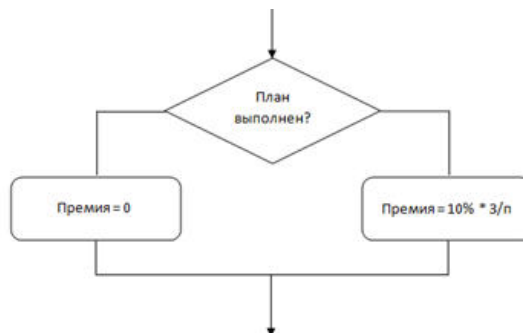 План
выполнен?
Премия = 0
Премия = 10% * З/п